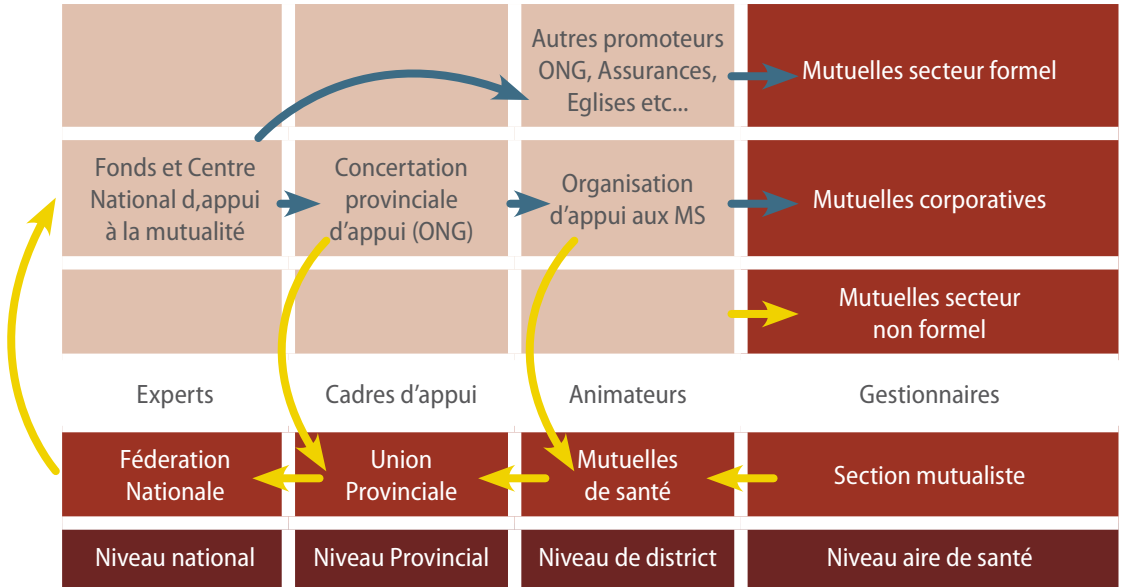 Autres promoteurs
ONG, Assurances,
Eglises etc...
Mutuelles secteur formel
Fonds et Centre
National d,appui
à la mutualité
Concertation
provinciale
d'appui (ONG)
Organisation
d'appui aux MS
Mutuelles corporatives
Mutuelles secteur
non formel
Experts
Cadres d'appui
Animateurs
Gestionnaires
Féderation
Nationale
Union
Provinciale
Mutuelles
de santé
Section mutualiste
Niveau national
Niveau Provincial
Niveau de district
Niveau aire de santé